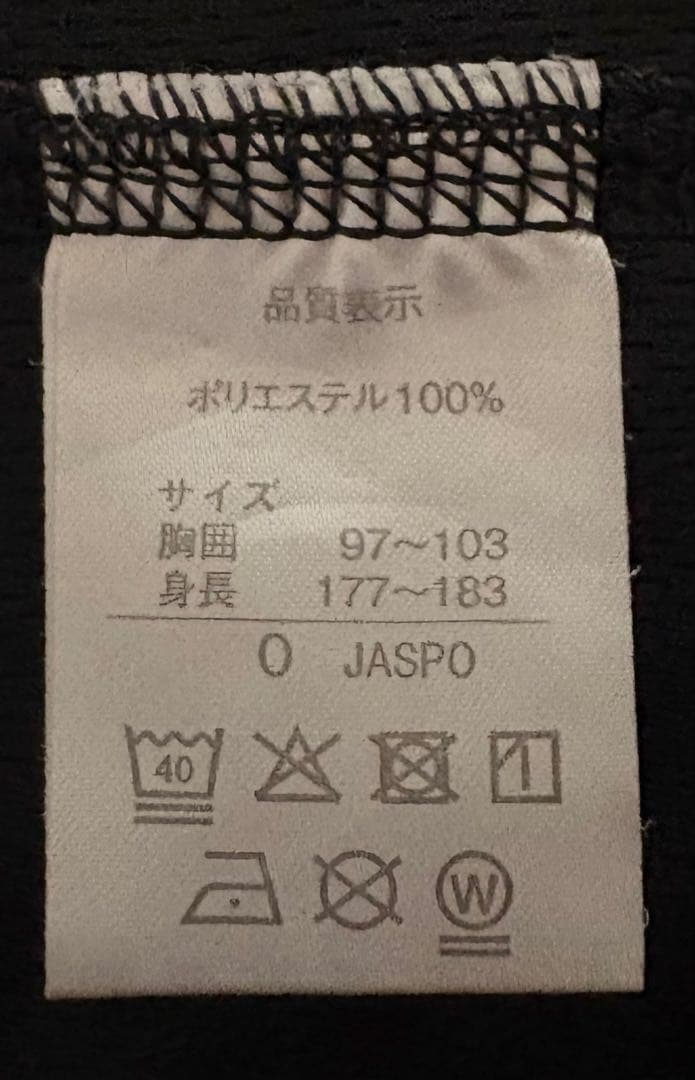 品質表示
ポリエステル100%
サイズ
胸囲 97～103
身長 177～183
O JASPO
40
W